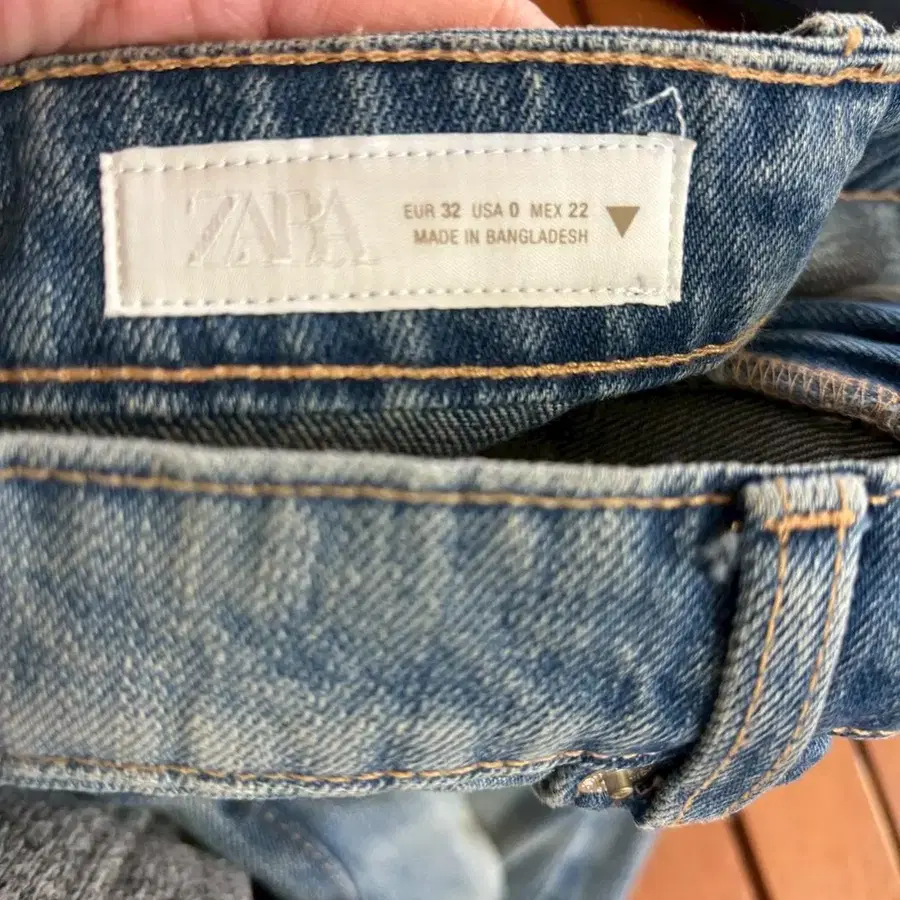 ZARA
EUR 32 USA 0 MEX 22
MADE IN BANGLADESH